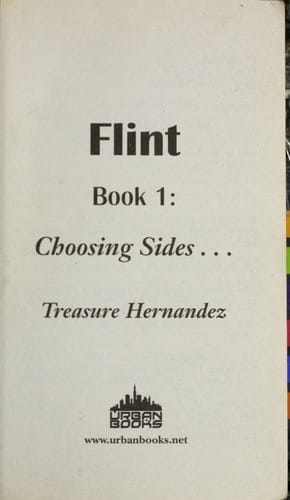 Flint
Book 1:
Choosing Sides . . .
Treasure Hernandez
URBAN
BOOKS
www.urbanbooks.net